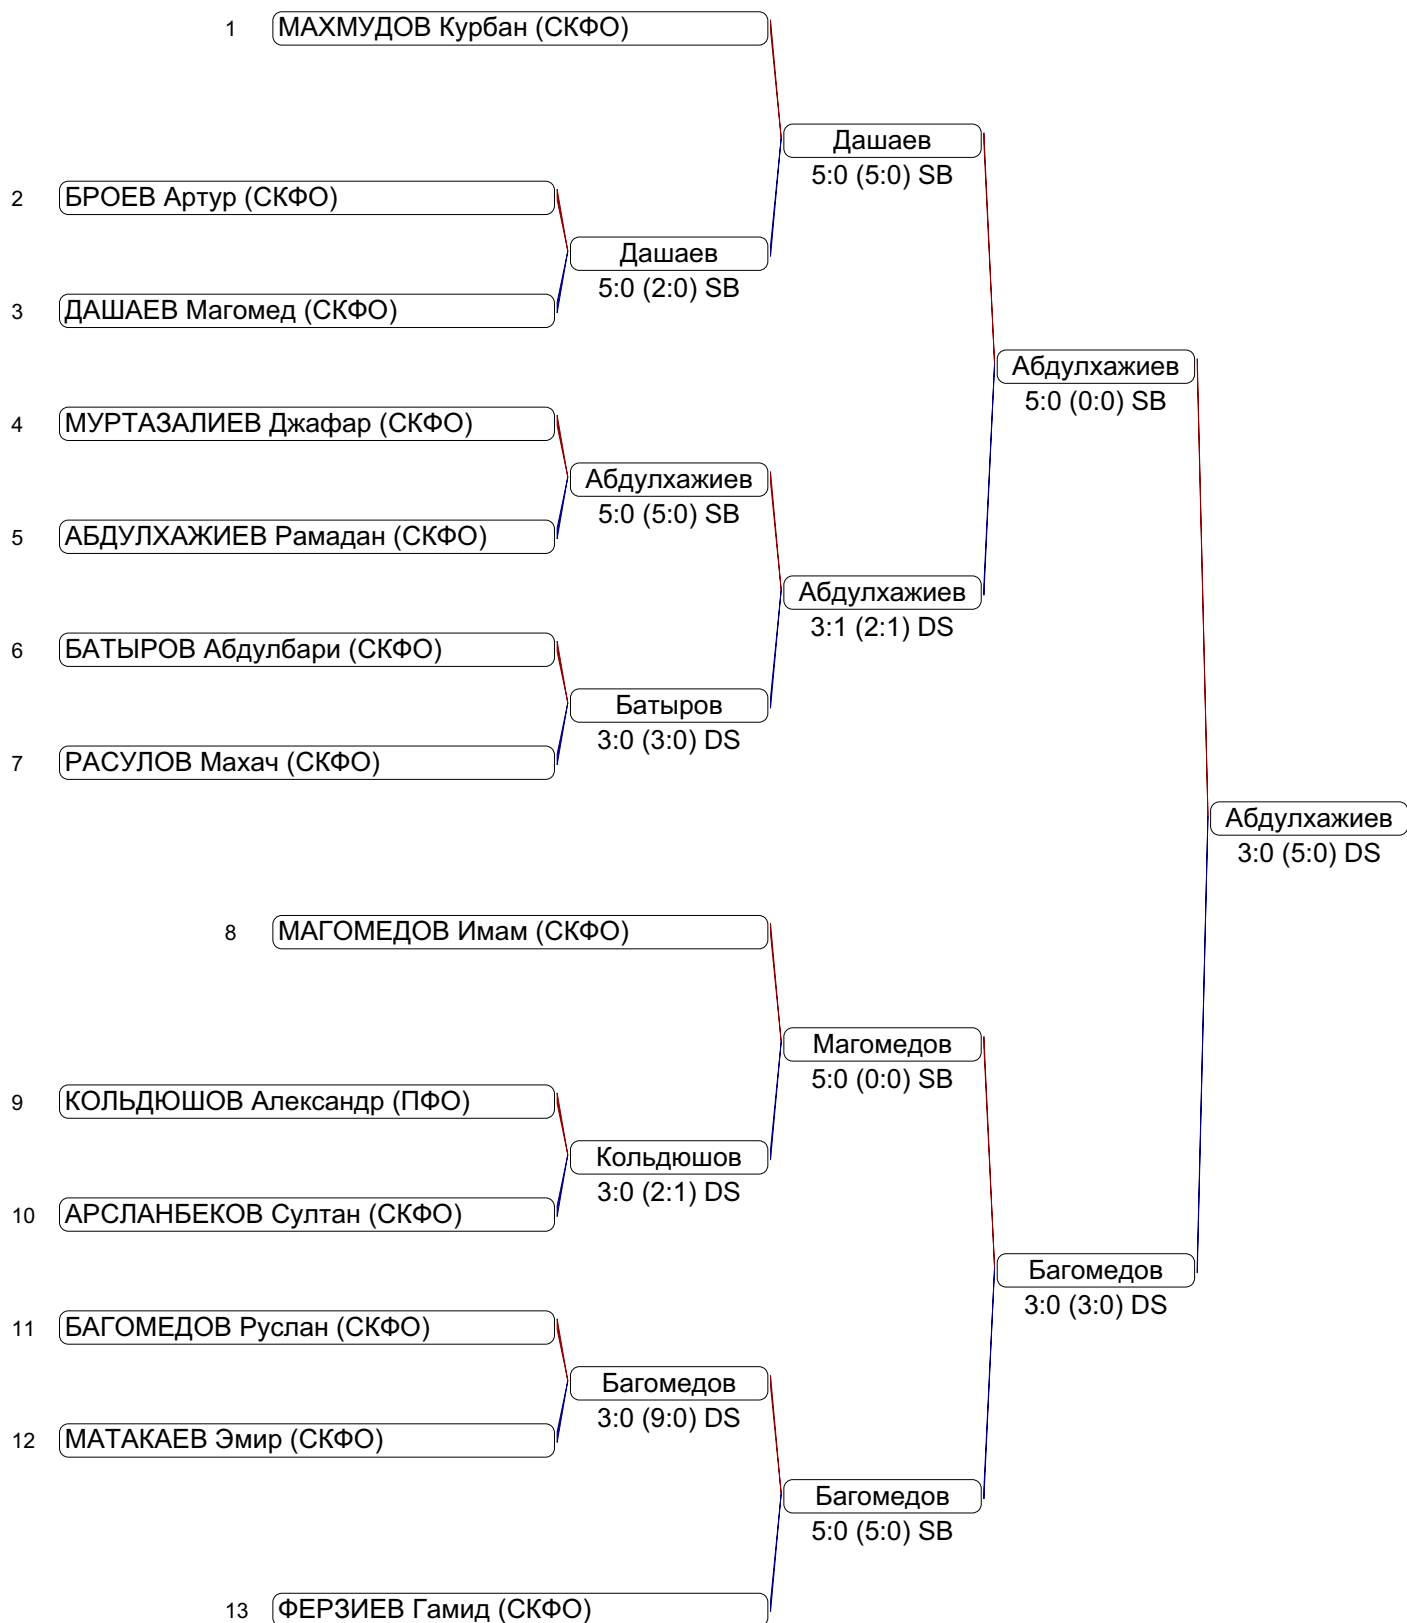 1 МАХМУДОВ Курбан (СКФО)
Дашаев
5:0 (5:0) SB
2 БРОЕВ Артур (СКФО)
Дашаев
5:0 (2:0) SB
3 ДАШАЕВ Магомед (СКФО)
Абдулхажиев
5:0 (0:0) SB
4 МУРТАЗАЛИЕВ Джафар (СКФО)
Абдулхажиев
5:0 (5:0) SB
5 АБДУЛХАЖИЕВ Рамадан (СКФО)
Абдулхажиев
3:1 (2:1) DS
6 БАТЫРОВ Абдулбари (СКФО)
Батыров
3:0 (3:0) DS
7 РАСУЛОВ Махач (СКФО)
Абдулхажиев
3:0 (5:0) DS
8 МАГОМЕДОВ Имам (СКФО)
Магомедов
5:0 (0:0) SB
9 КОЛЬДЮШОВ Александр (ПФО)
Кольдюшов
3:0 (2:1) DS
10 АРСЛАНБЕКОВ Султан (СКФО)
Багомедов
3:0 (3:0) DS
11 БАГОМЕДОВ Руслан (СКФО)
Багомедов
3:0 (9:0) DS
12 МАТАКАЕВ Эмир (СКФО)
Багомедов
5:0 (5:0) SB
13 ФЕРЗИЕВ Гамид (СКФО)